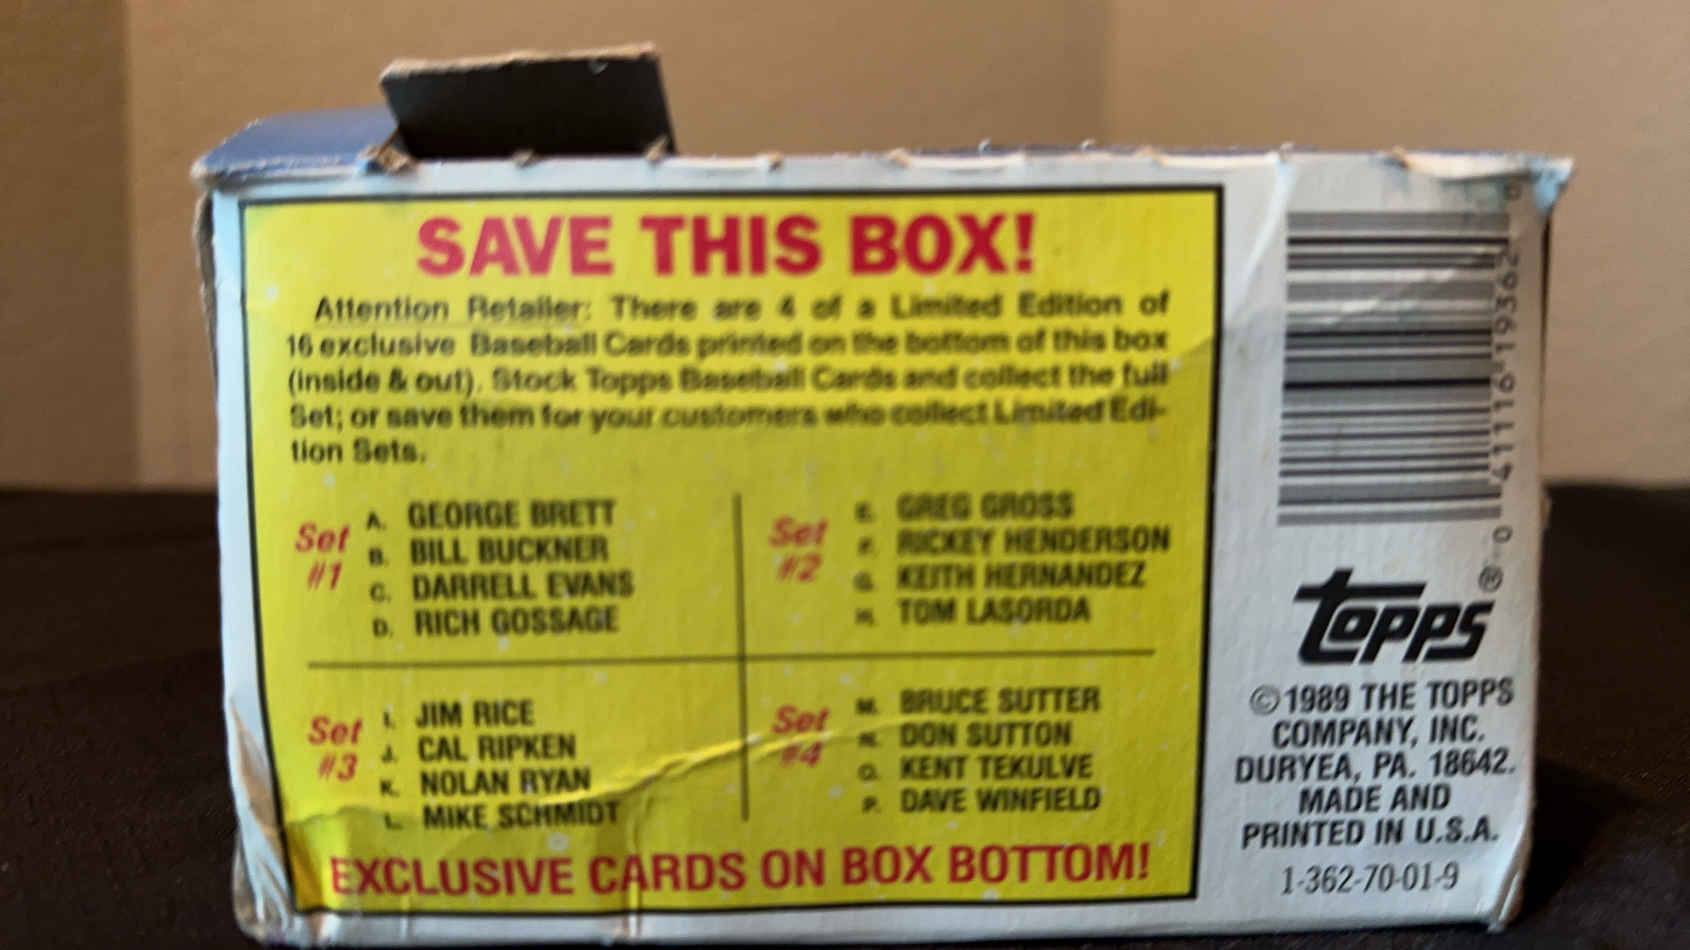 SAVE THIS BOX!
Attention Retailer: There are 4 of a Limited Edition of
16 exclusive Baseball Cards printed on the bottom of this box
(inside & out). Stock Topps Baseball Cards and collect the full
Set; or save them for your customers who collect Limited Edi-
tion Sets.
Set #1
A. GEORGE BRETT
B. BILL BUCKNER
C. DARRELL EVANS
D. RICH GOSSAGE
Set #2
E. GREG GROSS
F. RICKEY HENDERSON
G. KEITH HERNANDEZ
H. TOM LASORDA
Set #3
I. JIM RICE
J. CAL RIPKEN
K. NOLAN RYAN
L. MIKE SCHMIDT
Set #4
M. BRUCE SUTTER
N. DON SUTTON
O. KENT TEKULVE
P. DAVE WINFIELD
EXCLUSIVE CARDS ON BOX BOTTOM!
0 41116 19362
TOPPS®
©1989 THE TOPPS
COMPANY, INC.
DURYEA, PA. 18642.
MADE AND
PRINTED IN U.S.A.
1-362-70-01-9